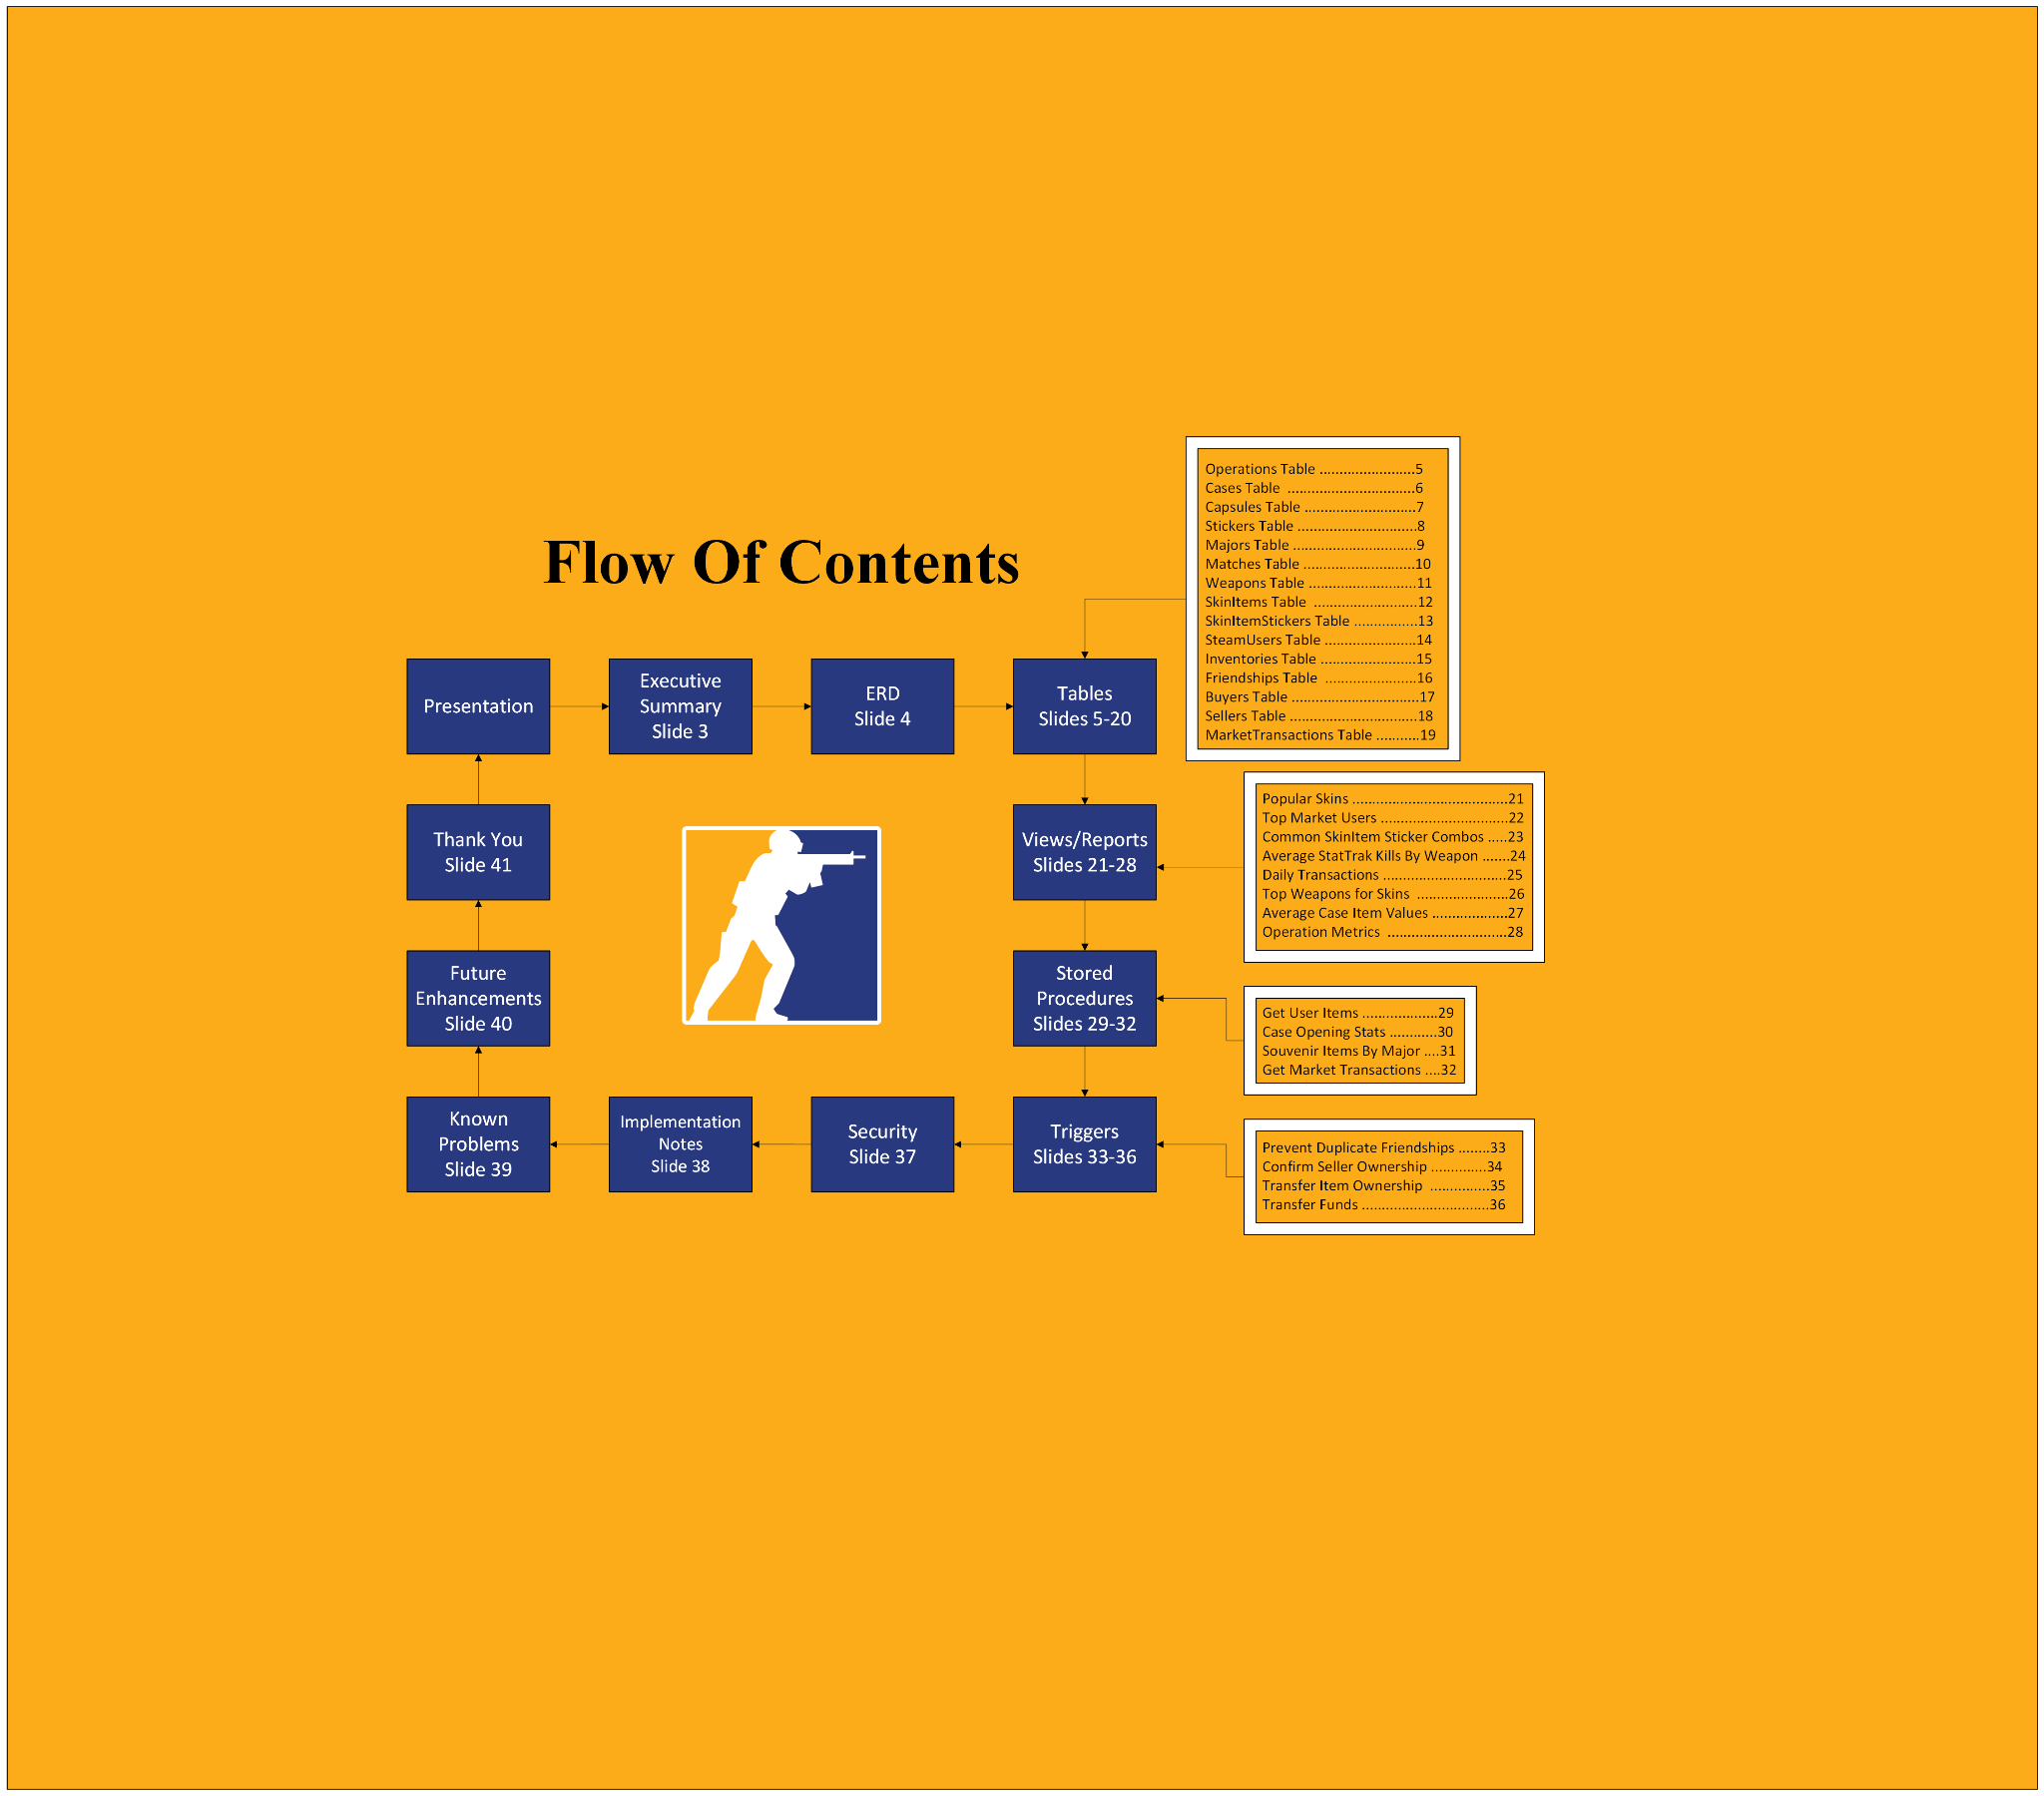 Flow Of Contents
Presentation
Executive
Summary
Slide 3
ERD
Slide 4
Tables
Slides 5-20
Operations Table ........................5
Cases Table ................................6
Capsules Table ............................7
Stickers Table ..............................8
Majors Table ...............................9
Matches Table ............................10
Weapons Table ...........................11
SkinItems Table ..........................12
SkinItemStickers Table ................13
SteamUsers Table .......................14
Inventories Table ........................15
Friendships Table .......................16
Buyers Table ................................17
Sellers Table ................................18
MarketTransactions Table ...........19
Views/Reports
Slides 21-28
Popular Skins .......................................21
Top Market Users ................................22
Common SkinItem Sticker Combos .....23
Average StatTrak Kills By Weapon .......24
Daily Transactions ...............................25
Top Weapons for Skins .......................26
Average Case Item Values ...................27
Operation Metrics ..............................28
Stored
Procedures
Slides 29-32
Get User Items ...................29
Case Opening Stats ............30
Souvenir Items By Major ....31
Get Market Transactions ....32
Triggers
Slides 33-36
Prevent Duplicate Friendships ........33
Confirm Seller Ownership ..............34
Transfer Item Ownership ...............35
Transfer Funds ................................36
Security
Slide 37
Implementation
Notes
Slide 38
Known
Problems
Slide 39
Future
Enhancements
Slide 40
Thank You
Slide 41